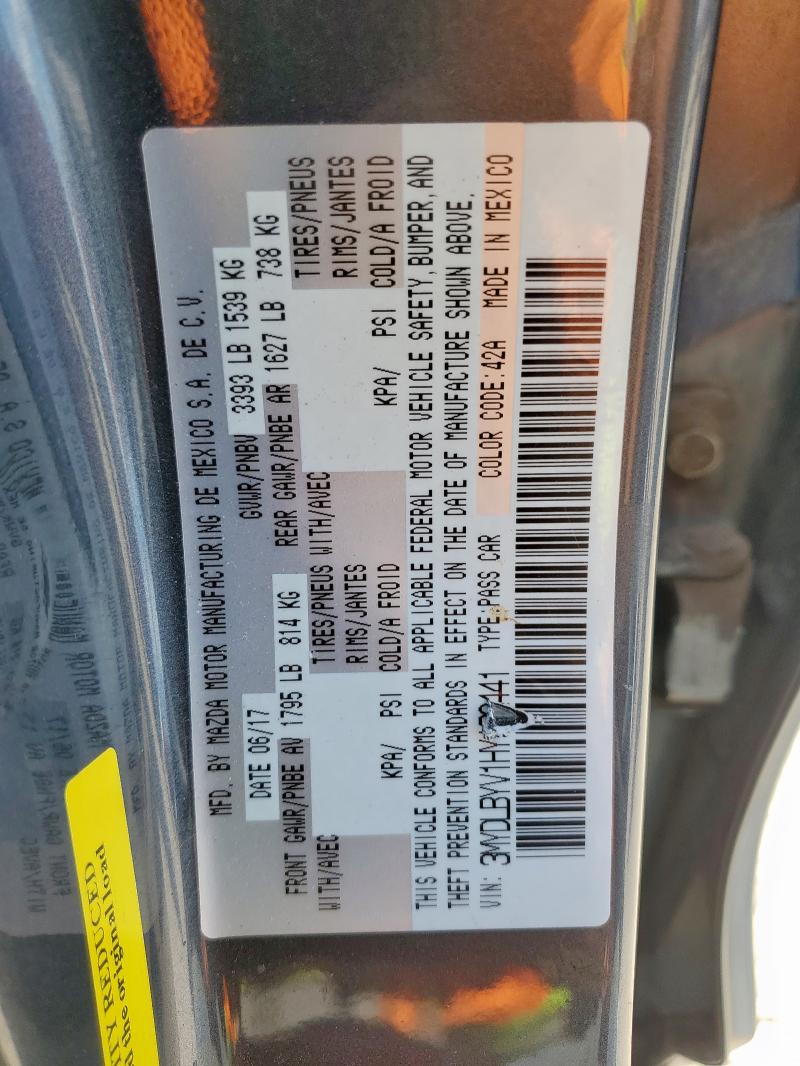 MFD. BY MAZDA MOTOR MANUFACTURING DE MEXICO S.A. DE C.V.
DATE 06/17 GVWR/PNBV 3393 LB 1539 KG
FRONT GAWR/PNBE AV 1795 LB 814 KG REAR GAWR/PNBE AR 1627 LB 738 KG
WITH/AVEC TIRES/PNEUS WITH/AVEC TIRES/PNEUS
RIMS/JANTES RIMS/JANTES
KPA/ PSI COLD/A FROID KPA/ PSI COLD/A FROID
THIS VEHICLE CONFORMS TO ALL APPLICABLE FEDERAL MOTOR VEHICLE SAFETY, BUMPER, AND
THEFT PREVENTION STANDARDS IN EFFECT ON THE DATE OF MANUFACTURE SHOWN ABOVE.
VIN: TYPE:PASS CAR COLOR CODE:42A MADE IN MEXICO
REDUCED
the original load